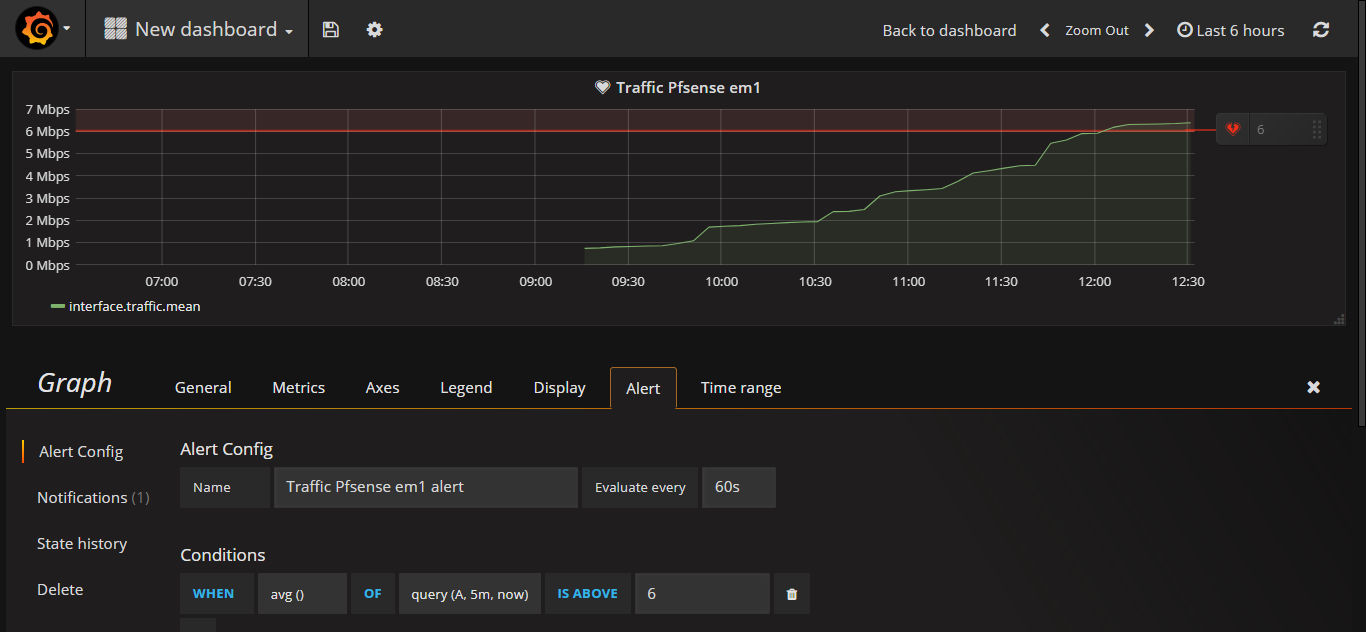 New dashboard
Back to dashboard Zoom Out Last 6 hours
Traffic Pfsense em1
7 Mbps
6 Mbps
6
5 Mbps
4 Mbps
3 Mbps
2 Mbps
1 Mbps
0 Mbps
07:00 07:30 08:00 08:30 09:00 09:30 10:00 10:30 11:00 11:30 12:00 12:30
interface.traffic.mean
Graph General Metrics Axes Legend Display Alert Time range
Alert Config
Notifications (1)
State history
Delete
Alert Config
Name Traffic Pfsense em1 alert Evaluate every 60s
Conditions
WHEN avg () OF query (A, 5m, now) IS ABOVE 6